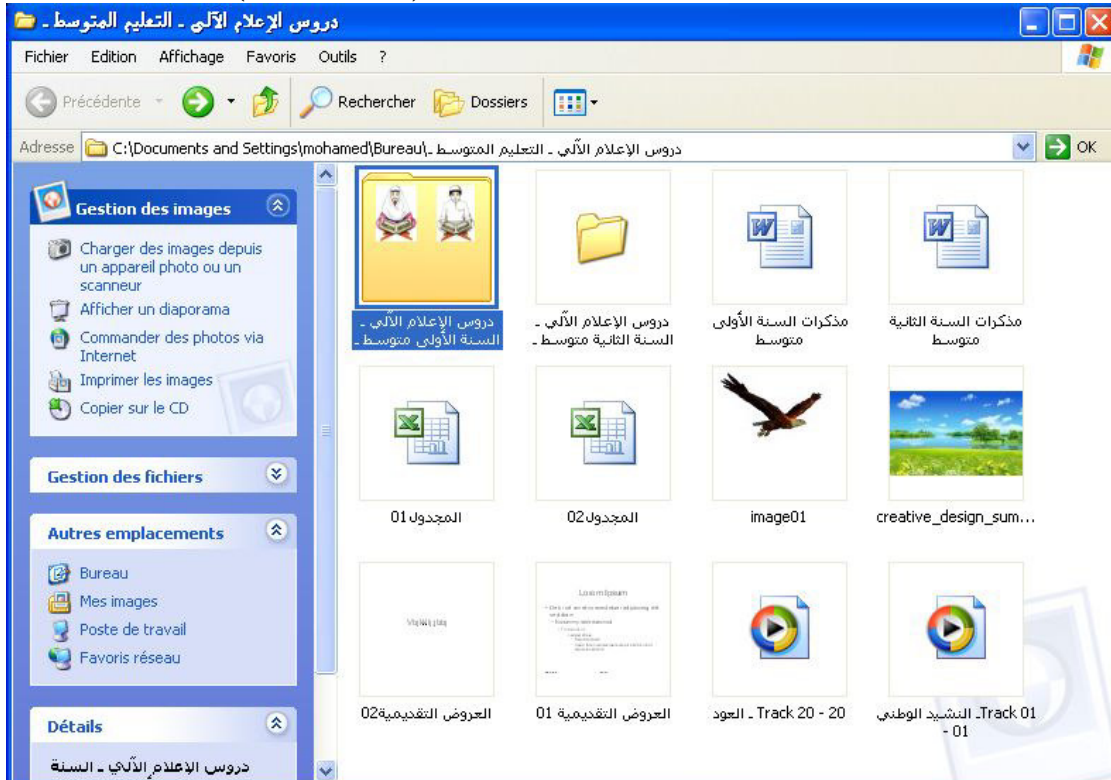 دروس الإعلام الآلي ـ التعليم المتوسط ـ
Fichier Edition Affichage Favoris Outils ?
Précédente Rechercher Dossiers
Adresse C:\Documents and Settings\mohamed\Bureau\دروس الإعلام الآلي ـ التعليم المتوسط ـ OK
Gestion des images
Charger des images depuis
un appareil photo ou un
scanneur
Afficher un diaporama
Commander des photos via
Internet
Imprimer les images
Copier sur le CD
Gestion des fichiers
Autres emplacements
Bureau
Mes images
Poste de travail
Favoris réseau
Détails
دروس الإعلام الآلي ـ السنة
دروس الإعلام الآلي ـ
السنة الأولى متوسط ـ
دروس الإعلام الآلي ـ
السنة الثانية متوسط ـ
مذكرات السنة الأولى
متوسط
مذكرات السنة الثانية
متوسط
المجدول01
المجدول02
image01
creative_design_sum...
العروض التقديمية02
Lorem Ipsum
العروض التقديمية 01
20 - Track 20 ـ العود
Track 01ـ النشيد الوطني
- 01